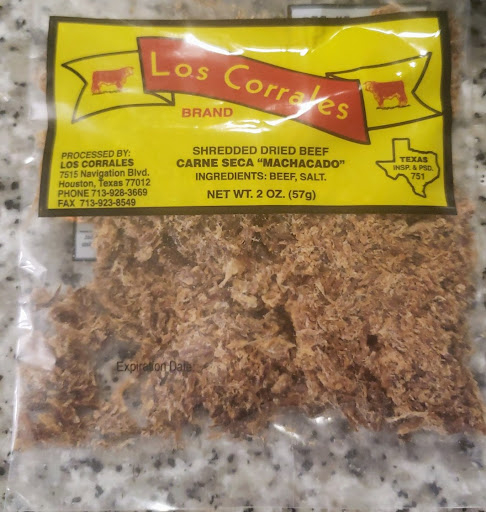 Los Corrales
BRAND
SHREDDED DRIED BEEF
CARNE SECA "MACHACADO"
INGREDIENTS: BEEF, SALT.
NET WT. 2 OZ. (57g)
PROCESSED BY:
LOS CORRALES
7515 Navigation Blvd.
Houston, Texas 77012
PHONE 713-928-3669
FAX 713-923-8549
TEXAS
INSP. & PSD.
751
Expiration Date